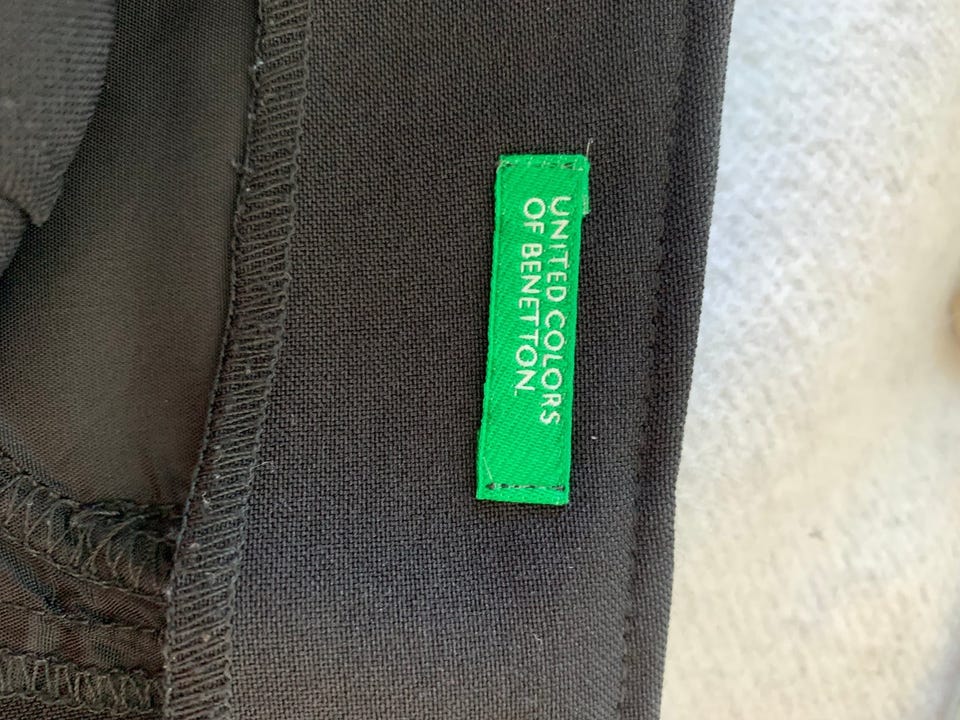 UNITED COLORS
OF BENETTON.